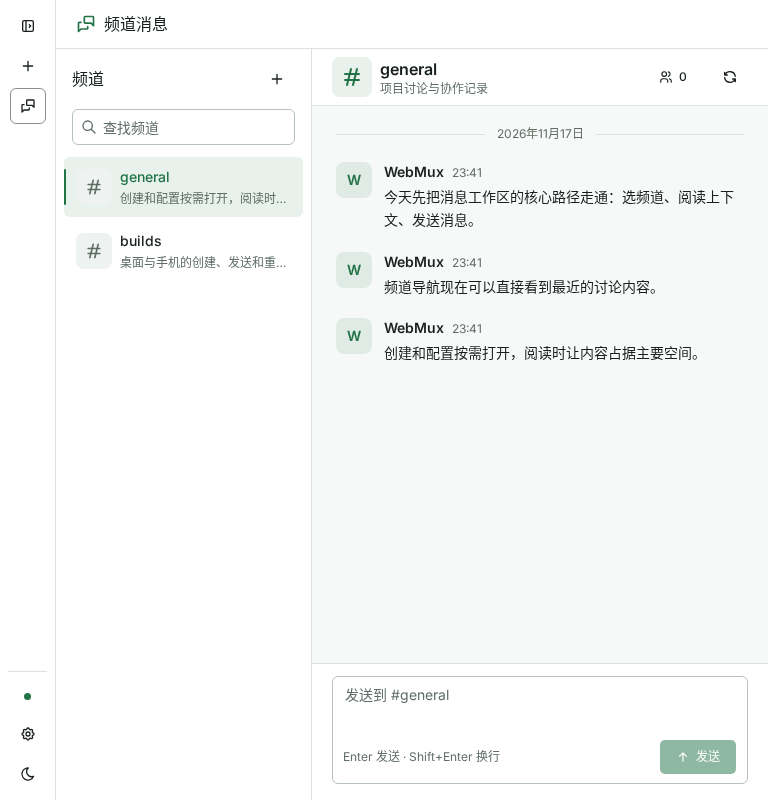 频道消息
频道
查找频道
general
创建和配置按需打开，阅读时...
builds
桌面与手机的创建、发送和重...
general
项目讨论与协作记录
0
2026年11月17日
W
WebMux 23:41
今天先把消息工作区的核心路径走通：选频道、阅读上下
文、发送消息。
W
WebMux 23:41
频道导航现在可以直接看到最近的讨论内容。
W
WebMux 23:41
创建和配置按需打开，阅读时让内容占据主要空间。
发送到 #general
Enter 发送 · Shift+Enter 换行
发送